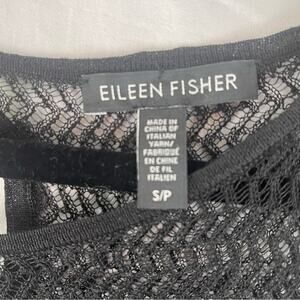 EILEEN FISHER
MADE IN
CHINA OF
ITALIAN
YARN/
FABRIQUÉ
EN CHINE
DE FIL
ITALIEN
S/P